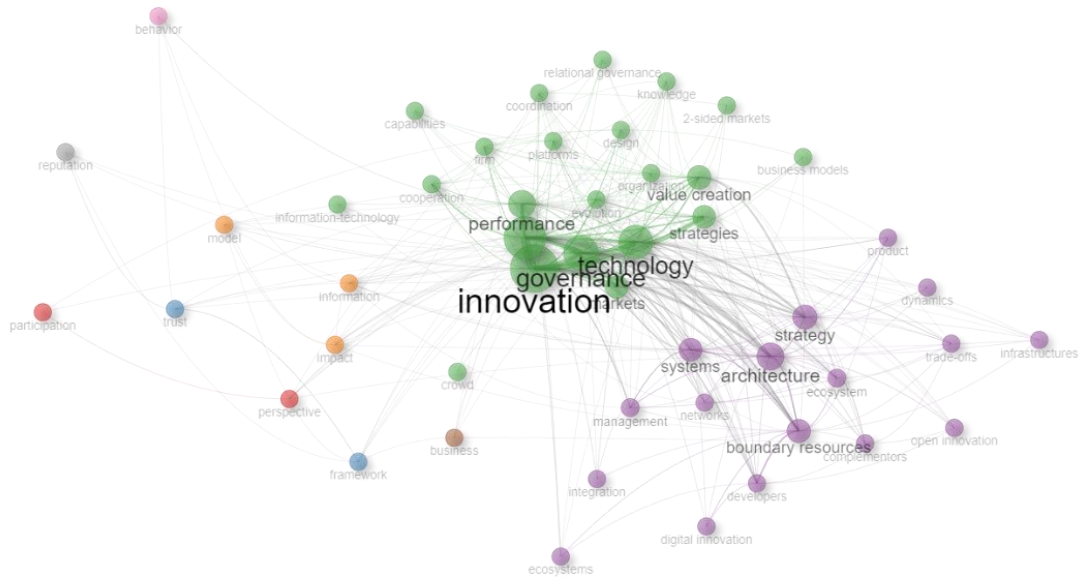 behavior
relational governance
knowledge
coordination
2-sided markets
capabilities
design
firm
platforms
reputation
business models
organization
cooperation
value creation
evolution
information-technology
performance
strategies
model
product
technology
governance
information
innovation
markets
dynamics
participation
trust
strategy
infrastructures
impact
trade-offs
systems
architecture
crowd
ecosystem
perspective
networks
management
open innovation
business
boundary resources
complementors
framework
integration
developers
digital innovation
ecosystems